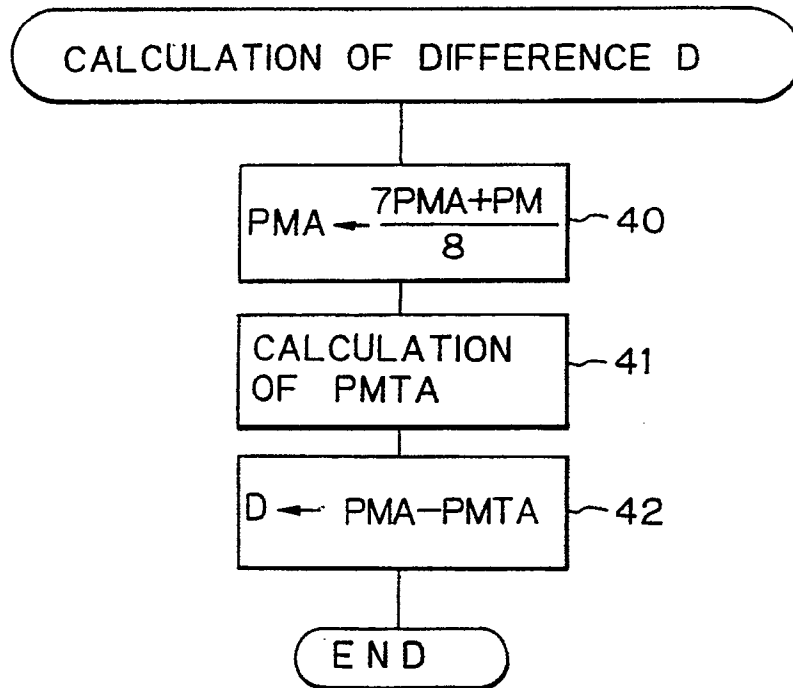 CALCULATION OF DIFFERENCE D
PMA ← 7PMA+PM / 8
40
CALCULATION
OF PMTA
41
D ← PMA−PMTA
42
END